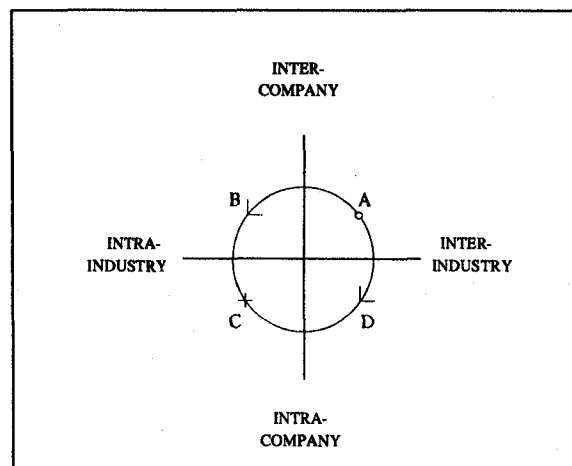 INTER-
COMPANY
B
A
INTRA-
INDUSTRY
INTER-
INDUSTRY
C
D
INTRA-
COMPANY